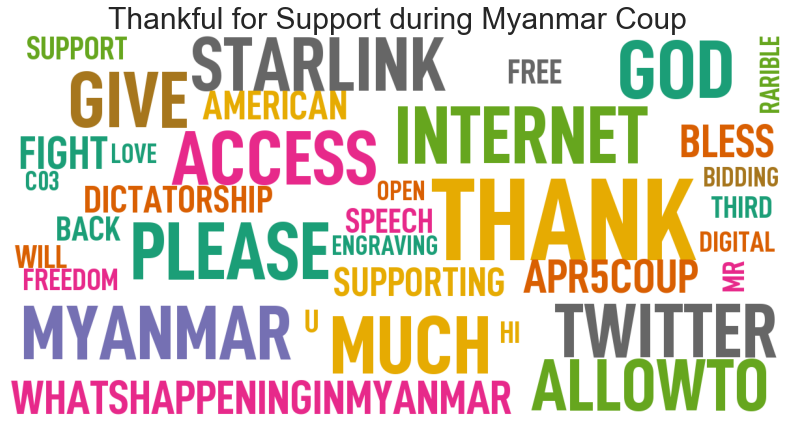 Thankful for Support during Myanmar Coup
SUPPORT
STARLINK
FREE
GOD
RARIBLE
GIVE
AMERICAN
INTERNET
BLESS
FIGHT
LOVE
ACCESS
CO3
DICTATORSHIP
OPEN
THANK
BIDDING
THIRD
BACK
PLEASE
SPEECH
ENGRAVING
DIGITAL
WILL
FREEDOM
SUPPORTING
APR5COUP
MR
MYANMAR
U
MUCH
HI
TWITTER
WHATSHAPPENINGINMYANMAR
ALLOWTO